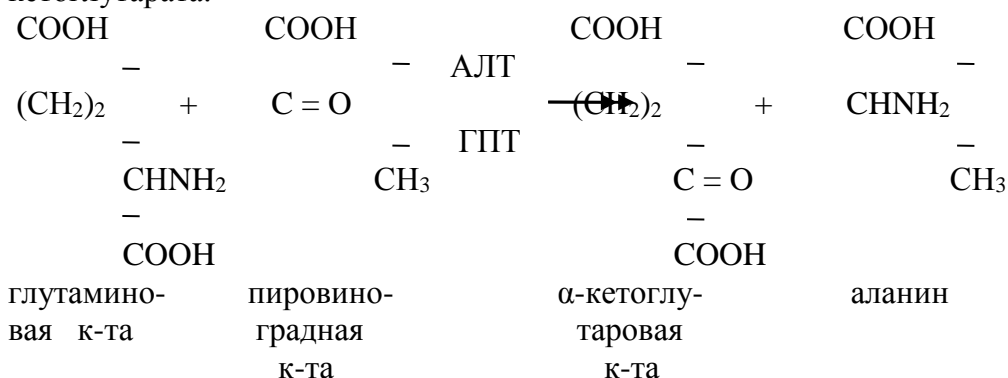 COOH COOH COOH COOH
– – АЛТ – –
(CH₂)₂ + C = O (CH₂)₂ + CHNH₂
– – ГПТ – –
CHNH₂ CH₃ C = O CH₃
– –
COOH COOH
глутамино- пировино- α-кетоглу- аланин
вая к-та градная таровая
к-та к-та